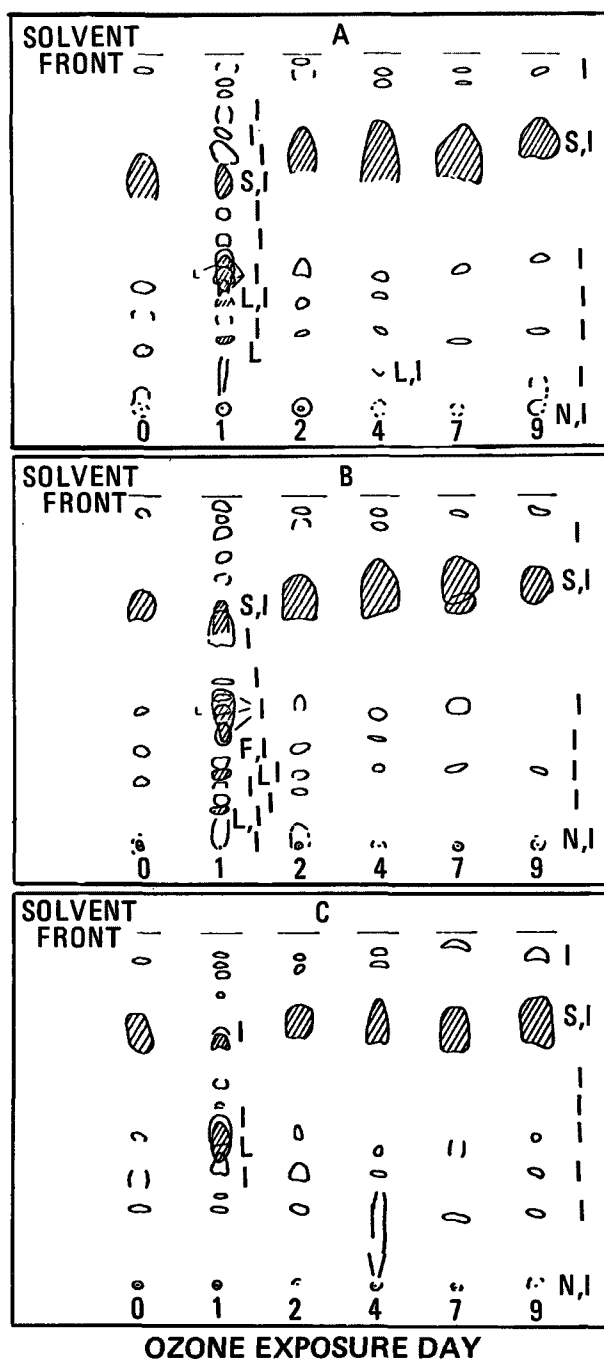 SOLVENT FRONT A
I
I
I
I
S,I
S,I
I
I
L
I
I
L,I
I
I
L
L,I
I
N,I
0 1 2 4 7 9
SOLVENT FRONT B
I
S,I
S,I
I
I
L
I
I
F,I
I
L I
I
I
I
I
L,I
I
N,I
0 1 2 4 7 9
SOLVENT FRONT C
I
S,I
I
I
I
I
I
L
I
I
I
N,I
0 1 2 4 7 9
OZONE EXPOSURE DAY